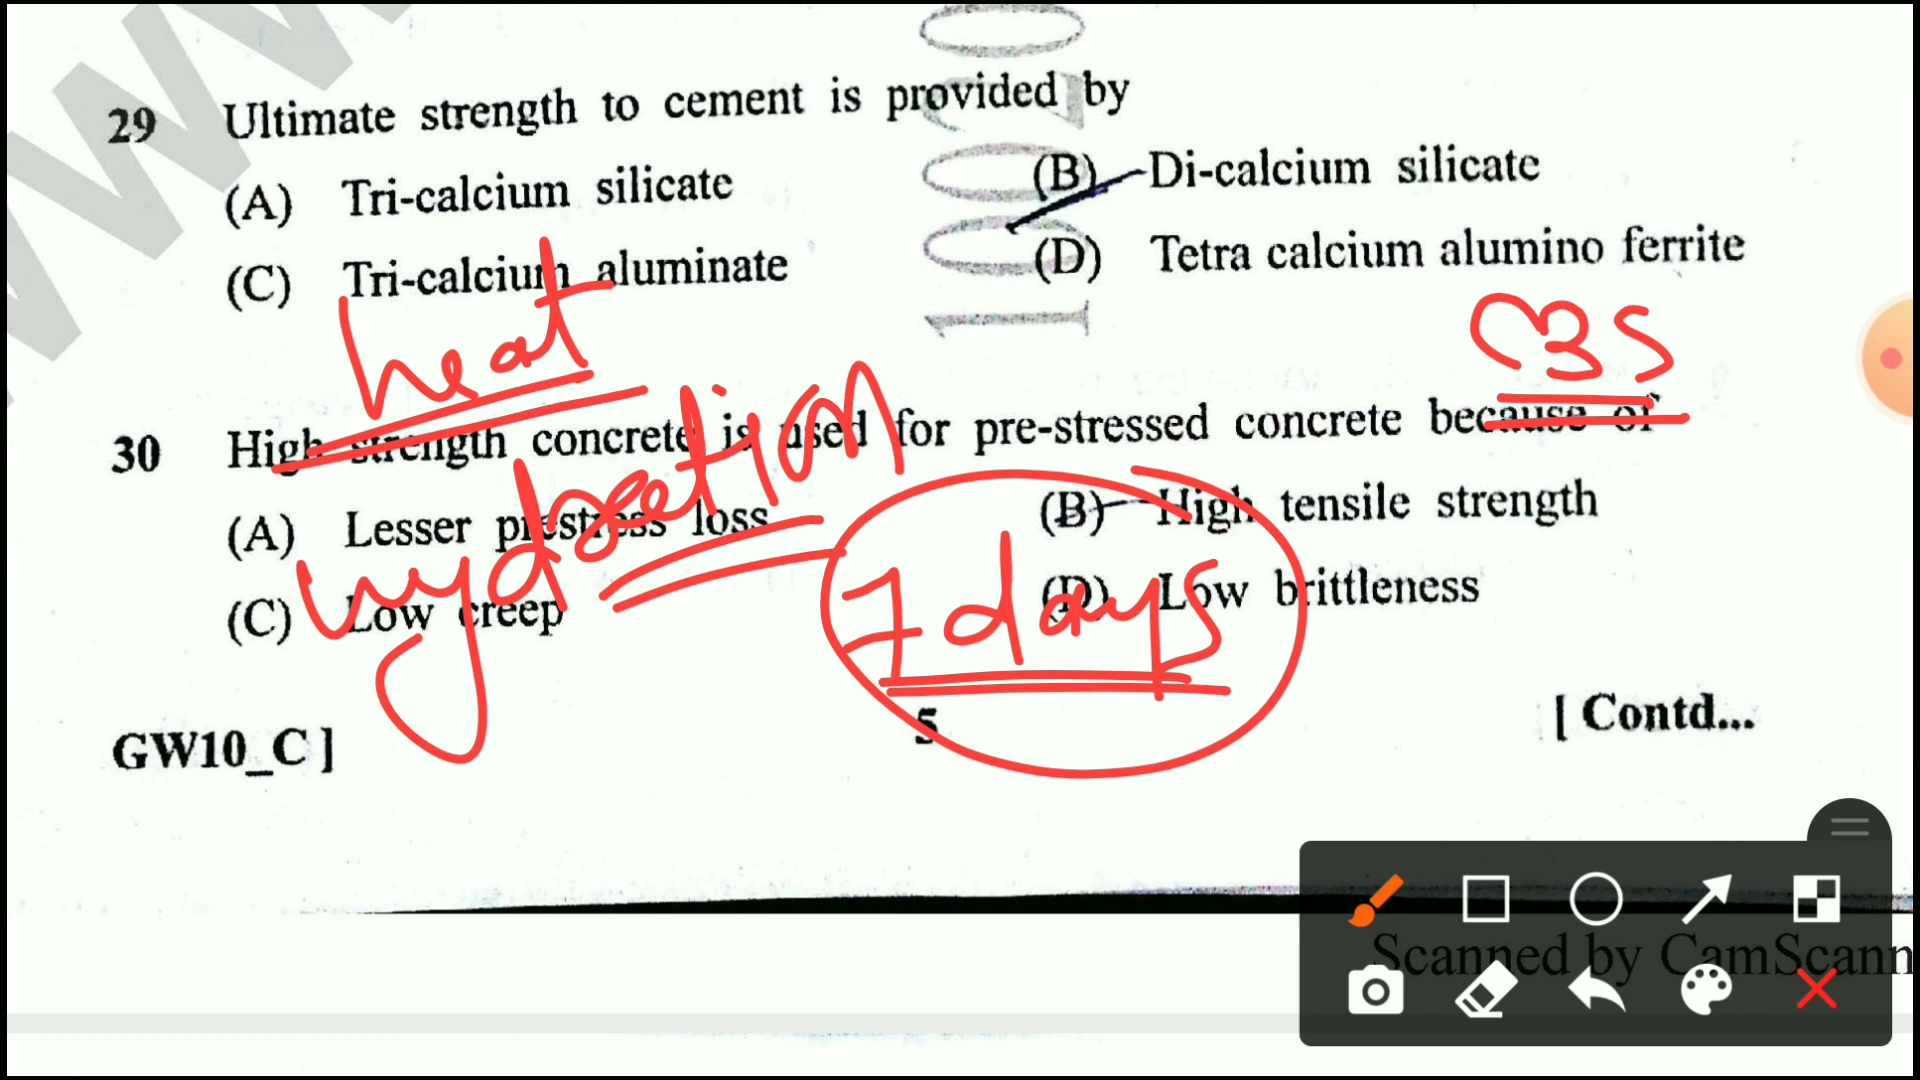 29 Ultimate strength to cement is provided by
(A) Tri-calcium silicate (B) Di-calcium silicate
(C) Tri-calcium aluminate (D) Tetra calcium alumino ferrite
heat
C3S
30 High strength concrete is used for pre-stressed concrete because of
hydration
(A) Lesser prestress loss (B) High tensile strength
(C) Low creep (D) Low brittleness
7 days
GW10_C ] 5 [ Contd...
Scanned by CamScann